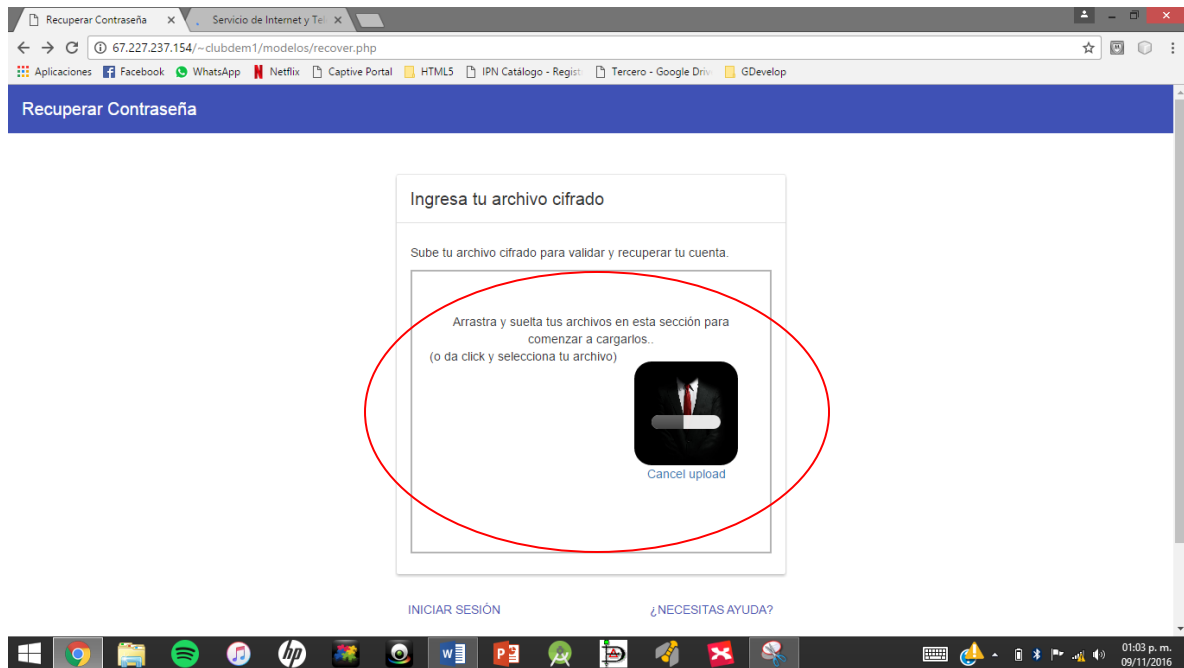 Recuperar Contraseña
Servicio de Internet y Tel
67.227.237.154/~clubdem1/modelos/recover.php
Aplicaciones Facebook WhatsApp Netflix Captive Portal HTML5 IPN Catálogo - Regist Tercero - Google Driv GDevelop
Recuperar Contraseña
Ingresa tu archivo cifrado
Sube tu archivo cifrado para validar y recuperar tu cuenta.
Arrastra y suelta tus archivos en esta sección para
comenzar a cargarlos..
(o da click y selecciona tu archivo)
Cancel upload
INICIAR SESIÓN ¿NECESITAS AYUDA?
01:03 p. m.
09/11/2016